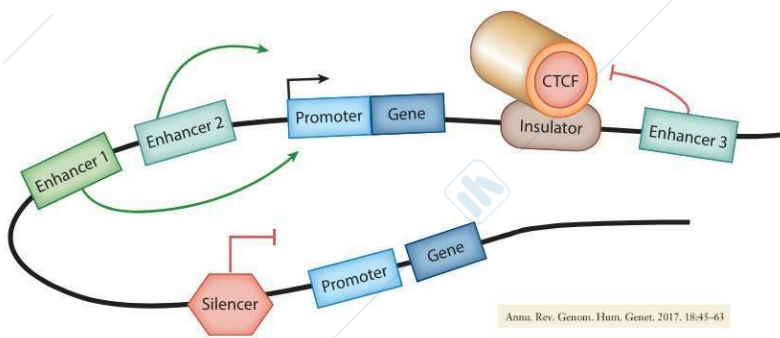 CTCF
Promoter
Gene
Insulator
Enhancer 2
Enhancer 3
Enhancer 1
Silencer
Promoter
Gene
Annu. Rev. Genom. Hum. Genet. 2017. 18:45–63